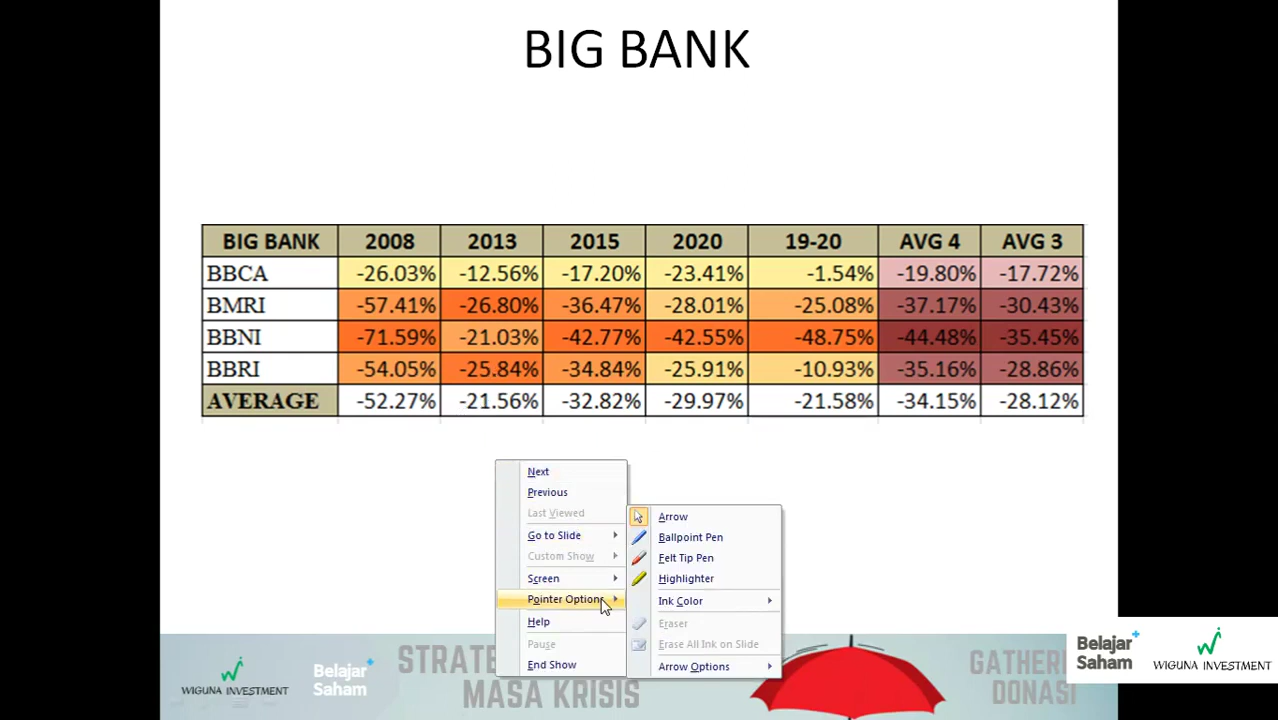 BIG BANK
BIG BANK 2008 2013 2015 2020 19-20 AVG 4 AVG 3
BBCA -26.03% -12.56% -17.20% -23.41% -1.54% -19.80% -17.72%
BMRI -57.41% -26.80% -36.47% -28.01% -25.08% -37.17% -30.43%
BBNI -71.59% -21.03% -42.77% -42.55% -48.75% -44.48% -35.45%
BBRI -54.05% -25.84% -34.84% -25.91% -10.93% -35.16% -28.86%
AVERAGE -52.27% -21.56% -32.82% -29.97% -21.58% -34.15% -28.12%
Next
Previous
Last Viewed
Go to Slide
Custom Show
Screen
Pointer Options
Help
Pause
End Show
Arrow
Ballpoint Pen
Felt Tip Pen
Highlighter
Ink Color
Eraser
Erase All Ink on Slide
Arrow Options
WIGUNA INVESTMENT
Belajar+
Saham
MASA KRISIS
DONASI
Belajar+
Saham
WIGUNA INVESTMENT